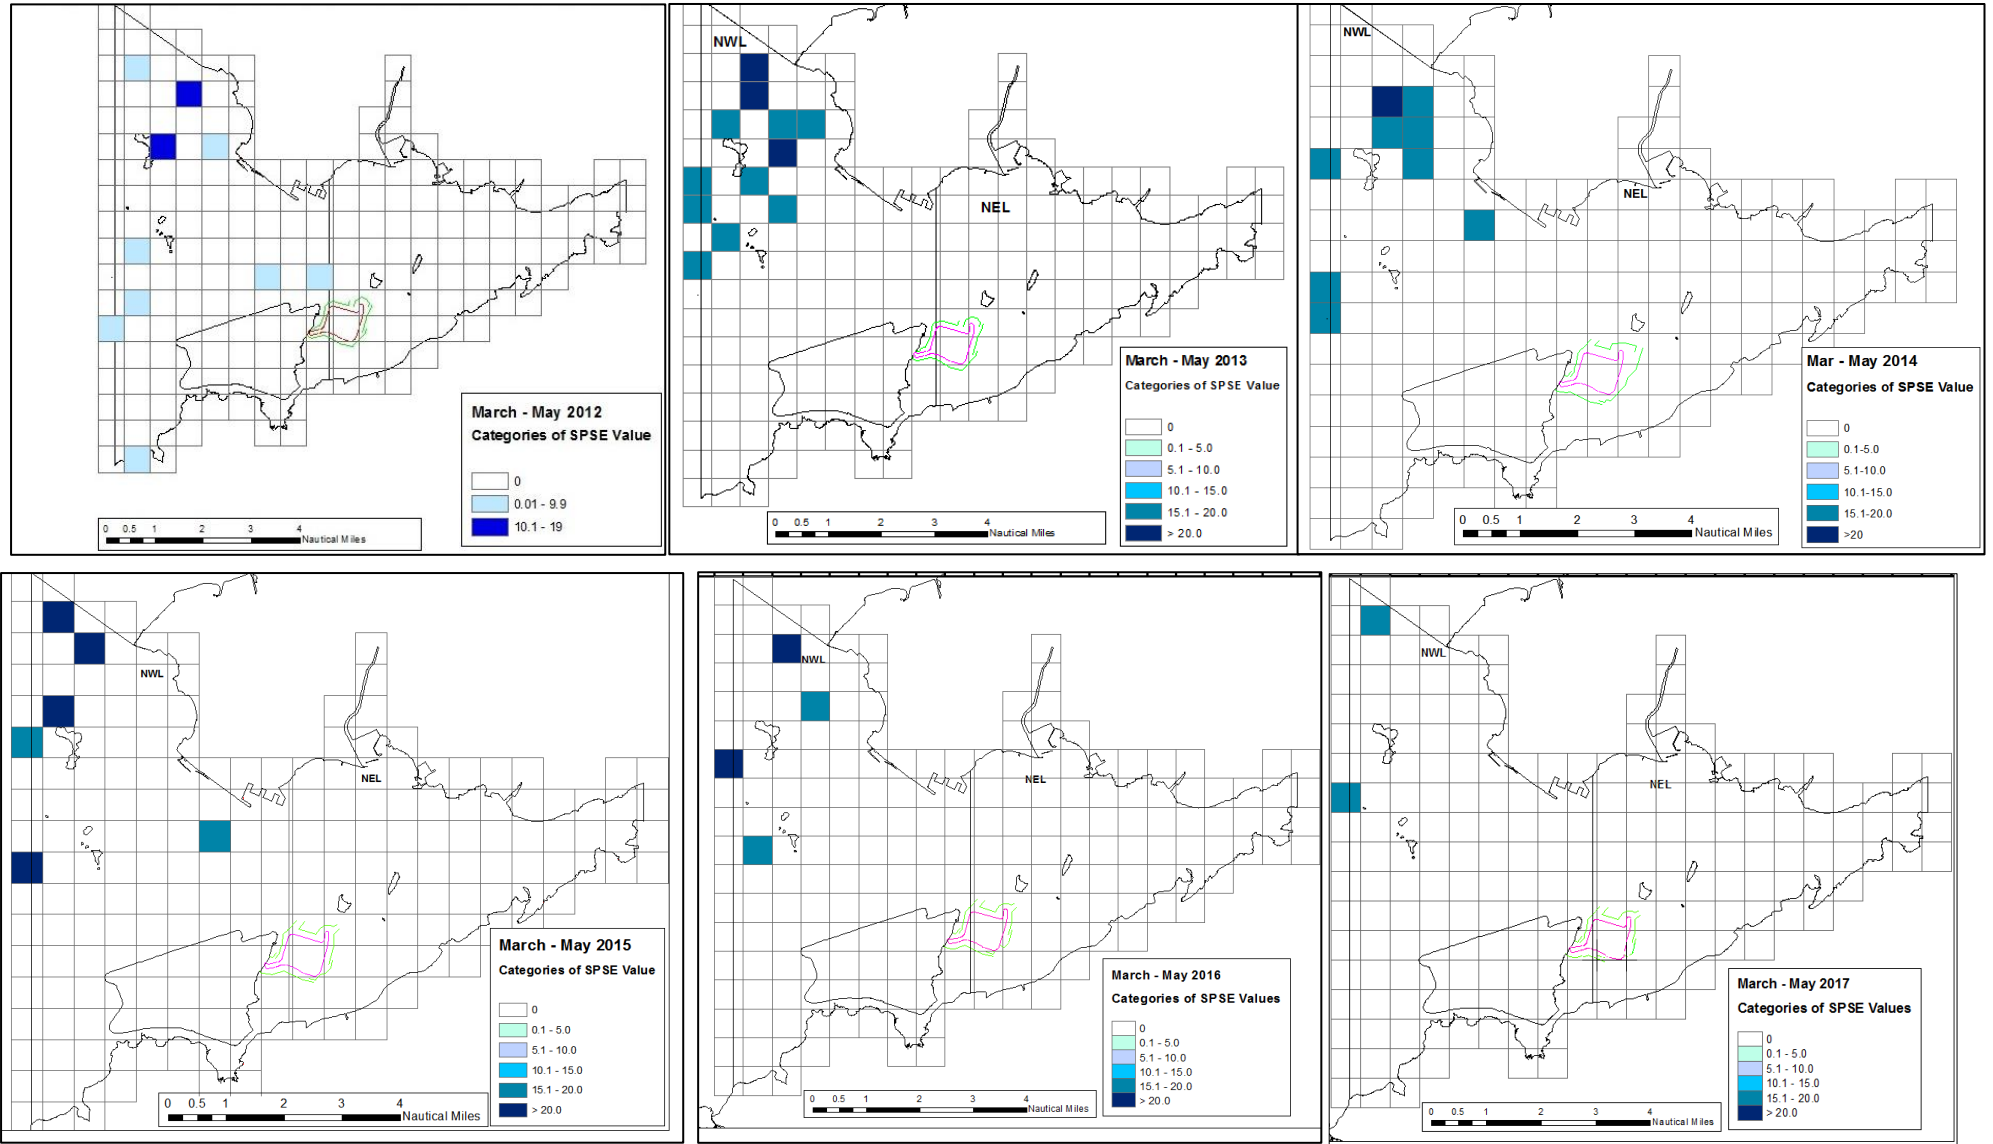 March - May 2012
Categories of SPSE Value
0
0.01 - 9.9
10.1 - 19
0 0.5 1 2 3 4
Nautical Miles
NWL
NEL
March - May 2013
Categories of SPSE Value
0
0.1 - 5.0
5.1 - 10.0
10.1 - 15.0
15.1 - 20.0
> 20.0
0 0.5 1 2 3 4
Nautical Miles
NWL
NEL
Mar - May 2014
Categories of SPSE Value
0
0.1-5.0
5.1-10.0
10.1-15.0
15.1-20.0
>20
0 0.5 1 2 3 4
Nautical Miles
NWL
NEL
March - May 2015
Categories of SPSE Value
0
0.1 - 5.0
5.1 - 10.0
10.1 - 15.0
15.1 - 20.0
> 20.0
0 0.5 1 2 3 4
Nautical Miles
NWL
NEL
March - May 2016
Categories of SPSE Values
0
0.1 - 5.0
5.1 - 10.0
10.1 - 15.0
15.1 - 20.0
> 20.0
0 0.5 1 2 3 4
Nautical Miles
NWL
NEL
March - May 2017
Categories of SPSE Values
0
0.1 - 5.0
5.1 - 10.0
10.1 - 15.0
15.1 - 20.0
> 20.0
0 0.5 1 2 3 4
Nautical Miles